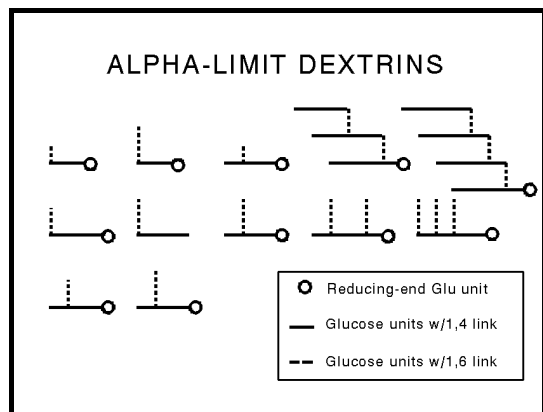 ALPHA-LIMIT DEXTRINS
Reducing-end Glu unit
Glucose units w/1,4 link
Glucose units w/1,6 link